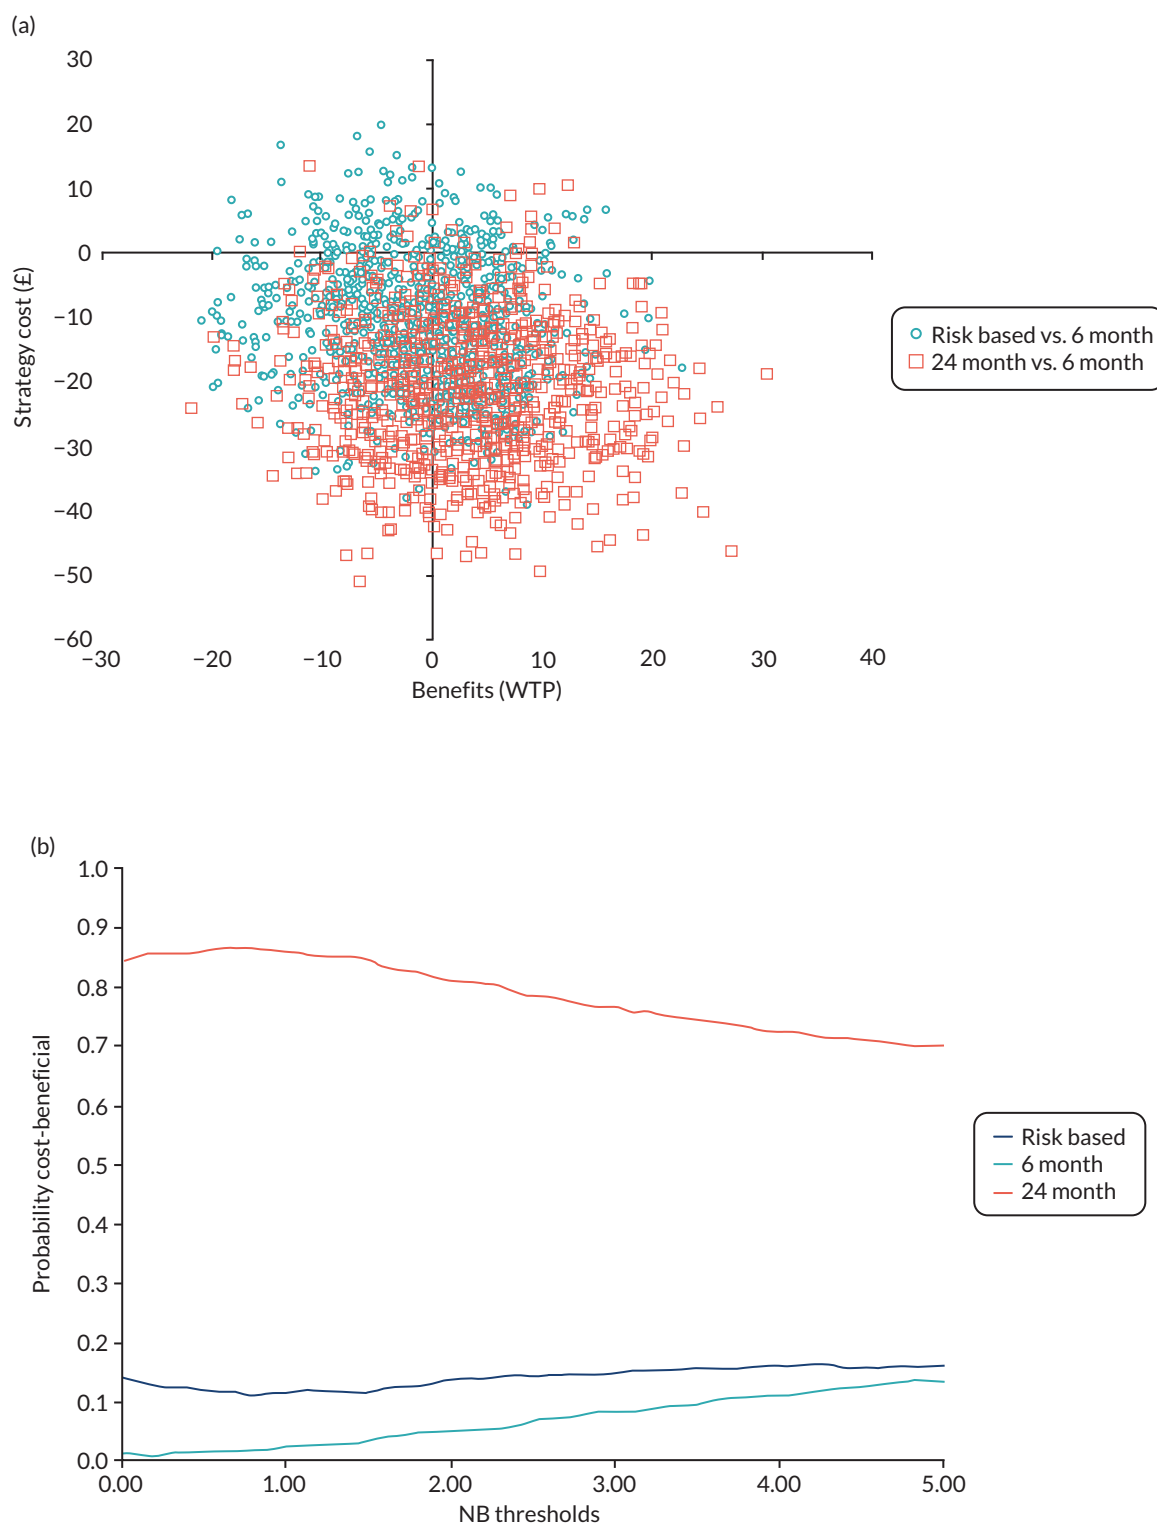 (a)
30
20
10
0
−10
−20
−30
−40
−50
−60
Strategy cost (£)
−30 −20 −10 0 10 20 30 40
Benefits (WTP)
Risk based vs. 6 month
24 month vs. 6 month
(b)
1.0
0.9
0.8
0.7
0.6
0.5
0.4
0.3
0.2
0.1
0.0
Probability cost-beneficial
0.00 1.00 2.00 3.00 4.00 5.00
NB thresholds
Risk based
6 month
24 month